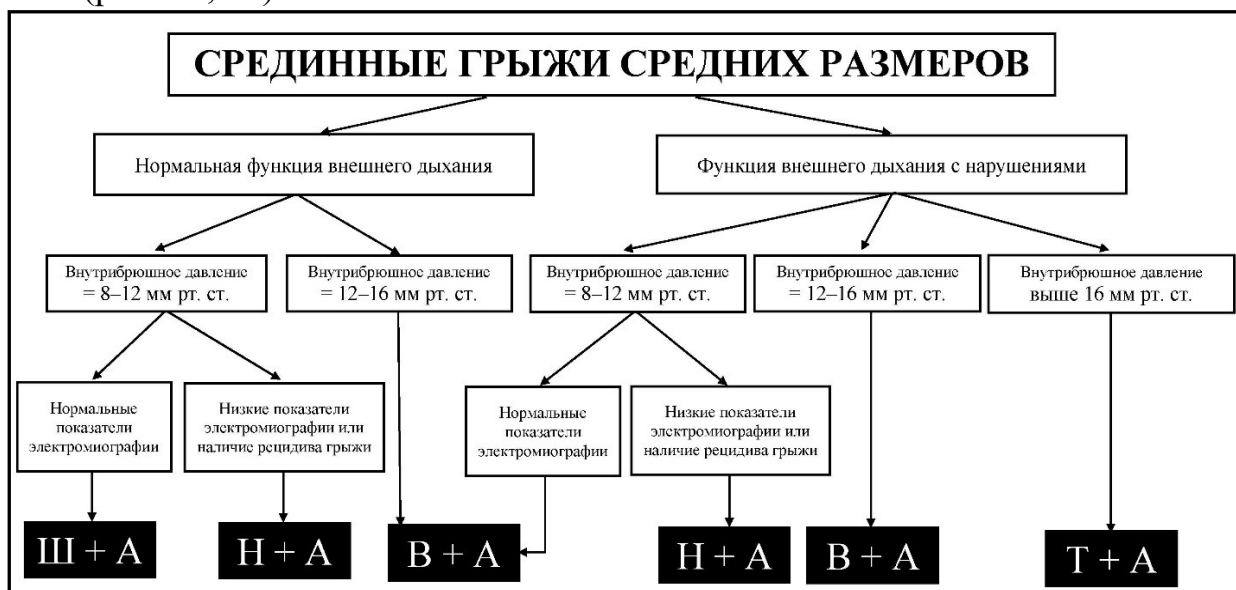 СРЕДИННЫЕ ГРЫЖИ СРЕДНИХ РАЗМЕРОВ
Нормальная функция внешнего дыхания
Функция внешнего дыхания с нарушениями
Внутрибрюшное давление
= 8–12 мм рт. ст.
Внутрибрюшное давление
= 12–16 мм рт. ст.
Внутрибрюшное давление
= 8–12 мм рт. ст.
Внутрибрюшное давление
= 12–16 мм рт. ст.
Внутрибрюшное давление
выше 16 мм рт. ст.
Нормальные
показатели
электромиографии
Низкие показатели
электромиографии или
наличие рецидива грыжи
Нормальные
показатели
электромиографии
Низкие показатели
электромиографии или
наличие рецидива грыжи
Ш + А
Н + А
В + А
Н + А
В + А
Т + А